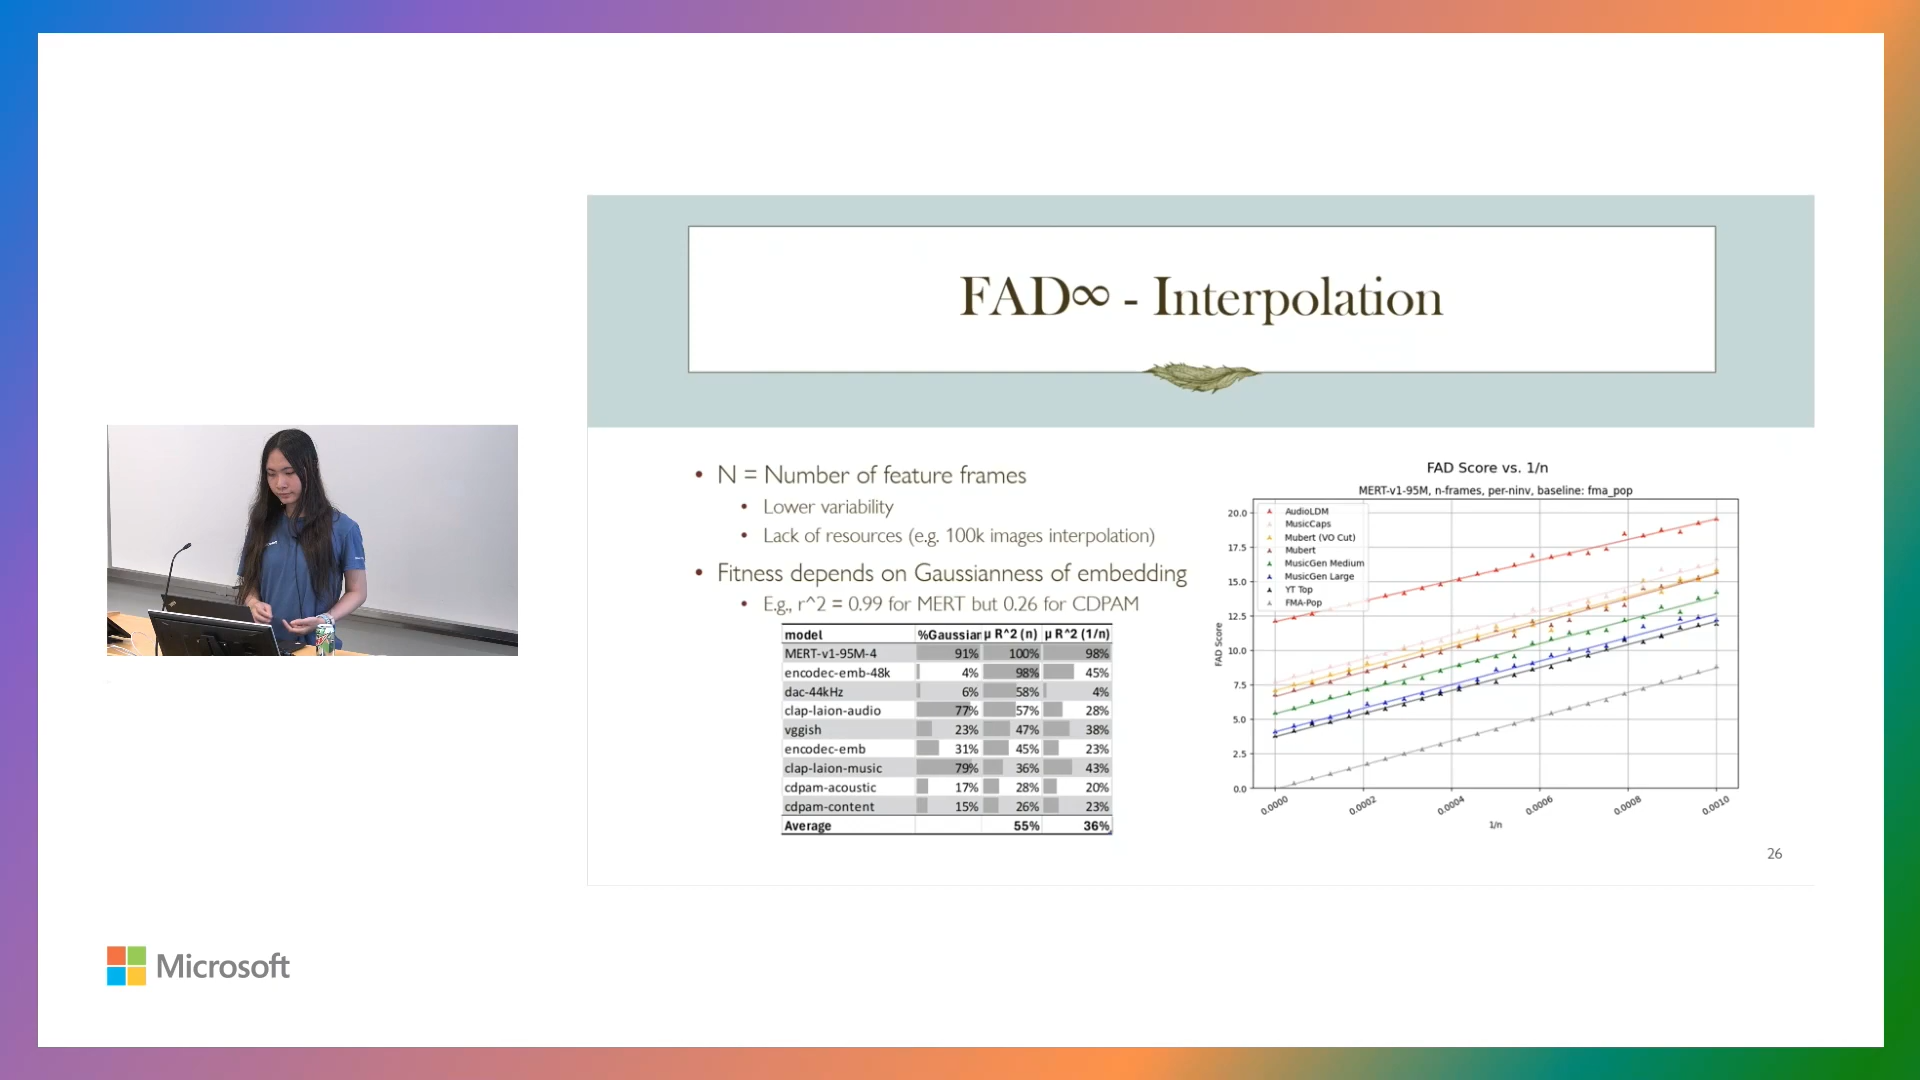 FAD∞ - Interpolation
• N = Number of feature frames
• Lower variability
• Lack of resources (e.g. 100k images interpolation)
• Fitness depends on Gaussianness of embedding
• E.g., r^2 = 0.99 for MERT but 0.26 for CDPAM
model %Gaussian μ R^2 (n) μ R^2 (1/n)
MERT-v1-95M-4 91% 100% 98%
encodec-emb-48k 4% 98% 45%
dac-44kHz 6% 58% 4%
clap-laion-audio 77% 57% 28%
vggish 23% 47% 38%
encodec-emb 31% 45% 23%
clap-laion-music 79% 36% 43%
cdpam-acoustic 17% 28% 20%
cdpam-content 15% 26% 23%
Average 55% 36%
FAD Score vs. 1/n
MERT-v1-95M, n-frames, per-ninv, baseline: fma_pop
AudioLDM
MusicCaps
Mubert (VO Cut)
Mubert
MusicGen Medium
MusicGen Large
YT Top
FMA-Pop
FAD Score
20.0
17.5
15.0
12.5
10.0
7.5
5.0
2.5
0.0
0.0000 0.0002 0.0004 0.0006 0.0008 0.0010
1/n
26
Microsoft